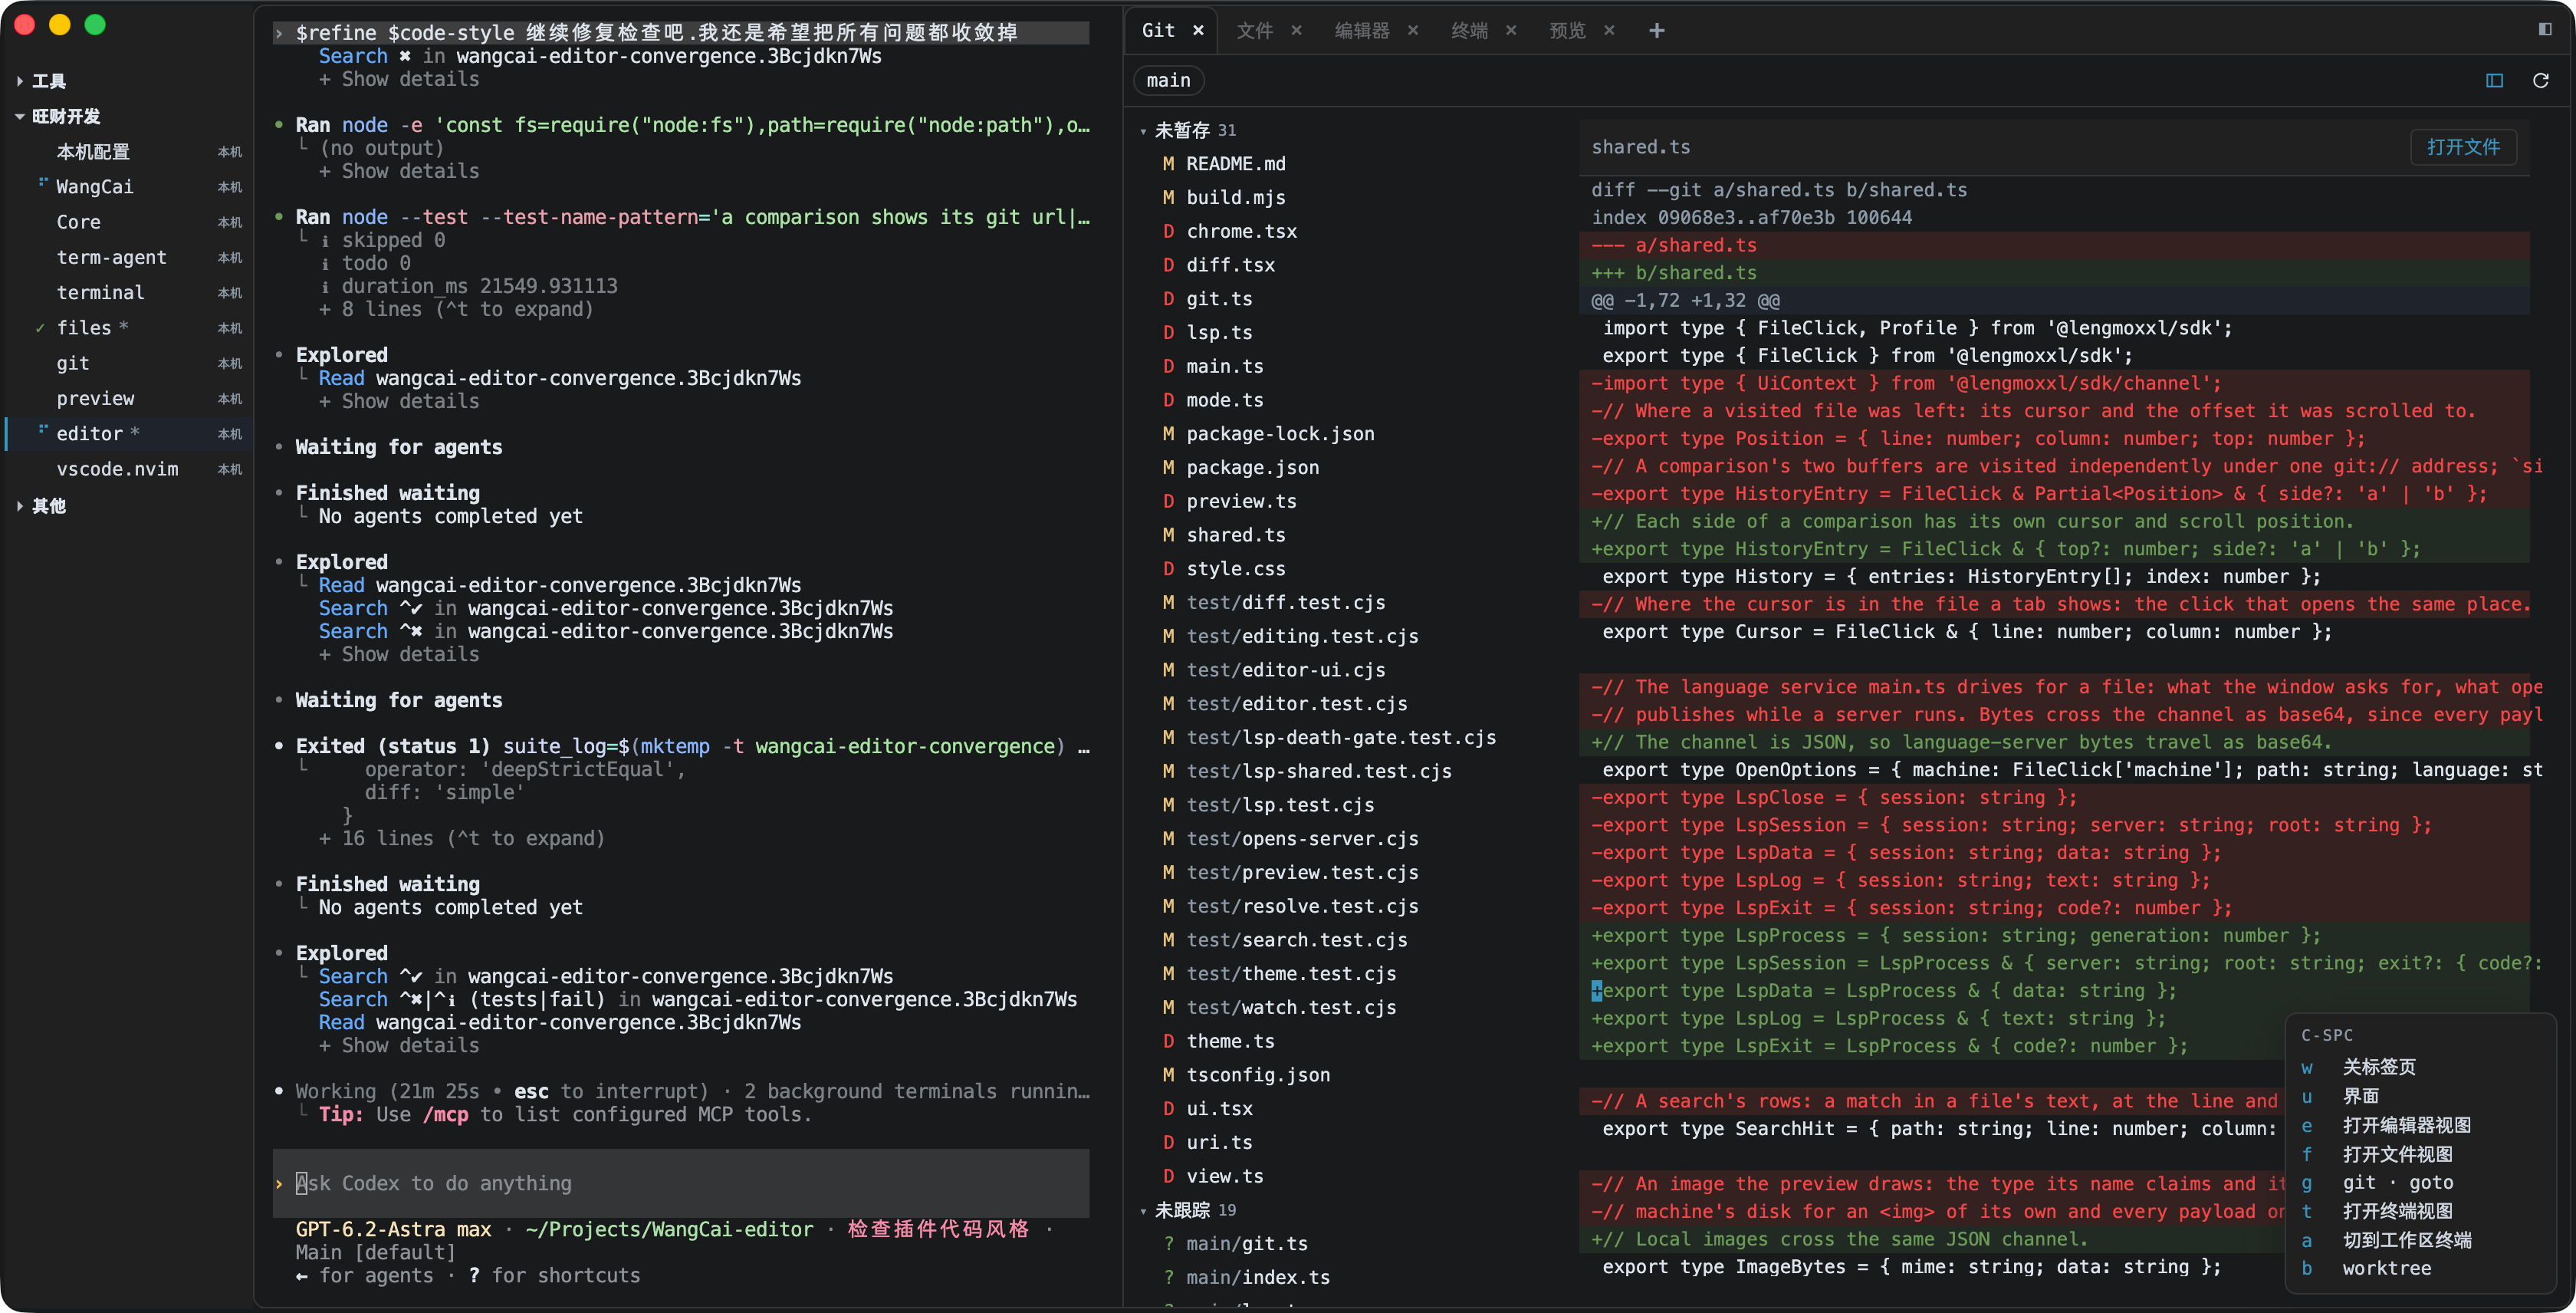 工具
旺财开发
本机配置 本机
WangCai 本机
Core 本机
term-agent 本机
terminal 本机
✓ files * 本机
git 本机
preview 本机
editor * 本机
vscode.nvim 本机
其他
› $refine $code-style 继续修复检查吧.我还是希望把所有问题都收敛掉
Search ✖ in wangcai-editor-convergence.3Bcjdkn7Ws
+ Show details
• Ran node -e 'const fs=require("node:fs"),path=require("node:path"),o…
└ (no output)
+ Show details
• Ran node --test --test-name-pattern='a comparison shows its git url|…
└ ℹ skipped 0
ℹ todo 0
ℹ duration_ms 21549.931113
+ 8 lines (^t to expand)
• Explored
└ Read wangcai-editor-convergence.3Bcjdkn7Ws
+ Show details
• Waiting for agents
• Finished waiting
└ No agents completed yet
• Explored
└ Read wangcai-editor-convergence.3Bcjdkn7Ws
Search ^✔ in wangcai-editor-convergence.3Bcjdkn7Ws
Search ^✖ in wangcai-editor-convergence.3Bcjdkn7Ws
+ Show details
• Waiting for agents
• Exited (status 1) suite_log=$(mktemp -t wangcai-editor-convergence) …
└ operator: 'deepStrictEqual',
diff: 'simple'
}
+ 16 lines (^t to expand)
• Finished waiting
└ No agents completed yet
• Explored
└ Search ^✔ in wangcai-editor-convergence.3Bcjdkn7Ws
Search ^✖|^ℹ (tests|fail) in wangcai-editor-convergence.3Bcjdkn7Ws
Read wangcai-editor-convergence.3Bcjdkn7Ws
+ Show details
• Working (21m 25s • esc to interrupt) · 2 background terminals runnin…
└ Tip: Use /mcp to list configured MCP tools.
› Ask Codex to do anything
GPT-6.2-Astra max · ~/Projects/WangCai-editor · 检查插件代码风格 ·
Main [default]
← for agents · ? for shortcuts
Git × 文件 × 编辑器 × 终端 × 预览 × +
main
未暂存 31
M README.md
M build.mjs
D chrome.tsx
D diff.tsx
D git.ts
D lsp.ts
D main.ts
D mode.ts
M package-lock.json
M package.json
D preview.ts
M shared.ts
D style.css
M test/diff.test.cjs
M test/editing.test.cjs
M test/editor-ui.cjs
M test/editor.test.cjs
M test/lsp-death-gate.test.cjs
M test/lsp-shared.test.cjs
M test/lsp.test.cjs
M test/opens-server.cjs
M test/preview.test.cjs
M test/resolve.test.cjs
M test/search.test.cjs
M test/theme.test.cjs
M test/watch.test.cjs
D theme.ts
M tsconfig.json
D ui.tsx
D uri.ts
D view.ts
未跟踪 19
? main/git.ts
? main/index.ts
shared.ts 打开文件
diff --git a/shared.ts b/shared.ts
index 09068e3..af70e3b 100644
--- a/shared.ts
+++ b/shared.ts
@@ -1,72 +1,32 @@
import type { FileClick, Profile } from '@lengmoxxl/sdk';
export type { FileClick } from '@lengmoxxl/sdk';
-import type { UiContext } from '@lengmoxxl/sdk/channel';
-// Where a visited file was left: its cursor and the offset it was scrolled to.
-export type Position = { line: number; column: number; top: number };
-// A comparison's two buffers are visited independently under one git:// address; `si
-export type HistoryEntry = FileClick & Partial<Position> & { side?: 'a' | 'b' };
+// Each side of a comparison has its own cursor and scroll position.
+export type HistoryEntry = FileClick & { top?: number; side?: 'a' | 'b' };
export type History = { entries: HistoryEntry[]; index: number };
-// Where the cursor is in the file a tab shows: the click that opens the same place.
export type Cursor = FileClick & { line: number; column: number };
-// The language service main.ts drives for a file: what the window asks for, what ope
-// publishes while a server runs. Bytes cross the channel as base64, since every payl
+// The channel is JSON, so language-server bytes travel as base64.
export type OpenOptions = { machine: FileClick['machine']; path: string; language: st
-export type LspClose = { session: string };
-export type LspSession = { session: string; server: string; root: string };
-export type LspData = { session: string; data: string };
-export type LspLog = { session: string; text: string };
-export type LspExit = { session: string; code?: number };
+export type LspProcess = { session: string; generation: number };
+export type LspSession = LspProcess & { server: string; root: string; exit?: { code?:
+export type LspData = LspProcess & { data: string };
+export type LspLog = LspProcess & { text: string };
+export type LspExit = LspProcess & { code?: number };
-// A search's rows: a match in a file's text, at the line and
export type SearchHit = { path: string; line: number; column:
-// An image the preview draws: the type its name claims and it
-// machine's disk for an <img> of its own and every payload or
+// Local images cross the same JSON channel.
export type ImageBytes = { mime: string; data: string };
C-SPC
w 关标签页
u 界面
e 打开编辑器视图
f 打开文件视图
g git · goto
t 打开终端视图
a 切到工作区终端
b worktree